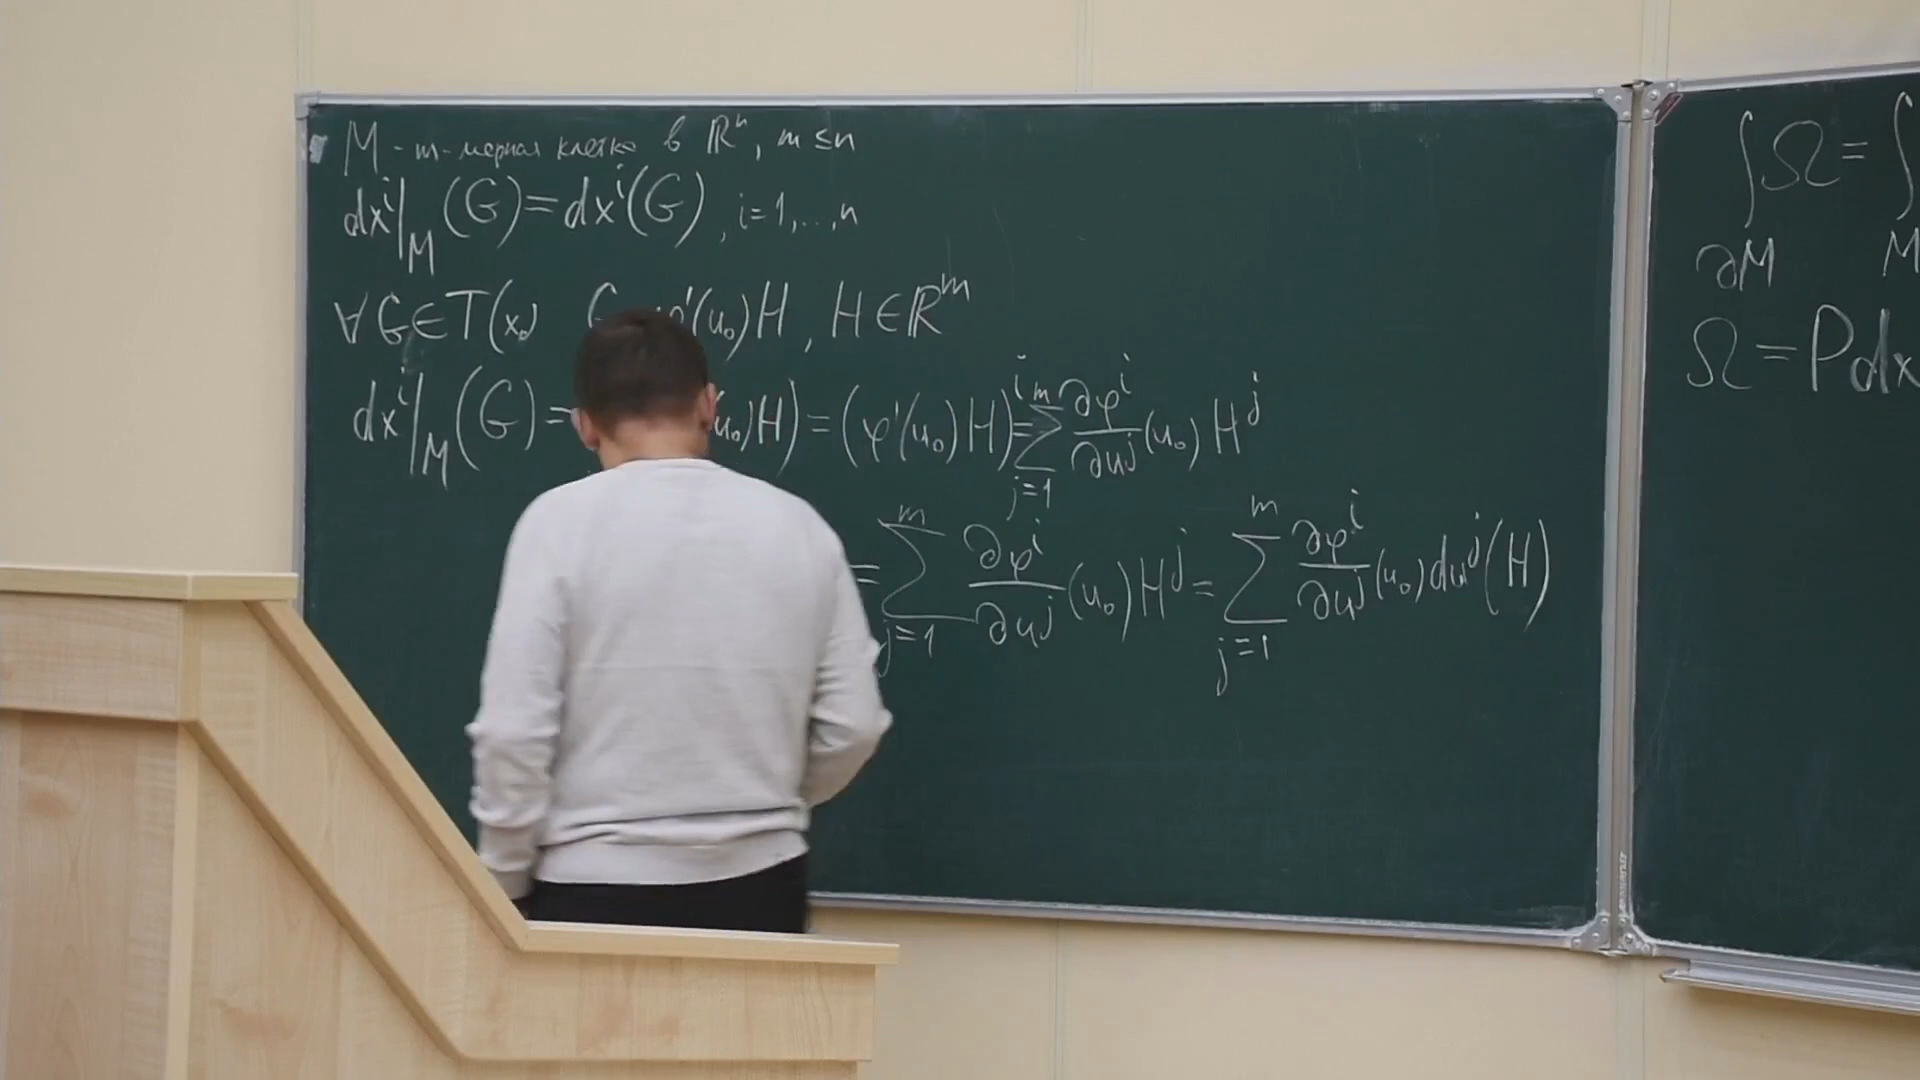 M - m-мерная клетка в ℝⁿ, m ≤ n
dxⁱ|_M (G) = dxⁱ(G), i=1,...,n
∀G∈T(x₀) G φ'(u₀)H, H∈ℝᵐ
dxⁱ|_M (G) = (u₀)H) = (φ'(u₀)H)ⁱ = ∑_{j=1}^{m} ∂φⁱ/∂uʲ (u₀) Hʲ
= ∑_{j=1}^{m} ∂φⁱ/∂uʲ (u₀) Hʲ = ∑_{j=1}^{m} ∂φⁱ/∂uʲ (u₀) duʲ(H)
∫_{∂M} Ω = ∫_M
Ω = Pdx